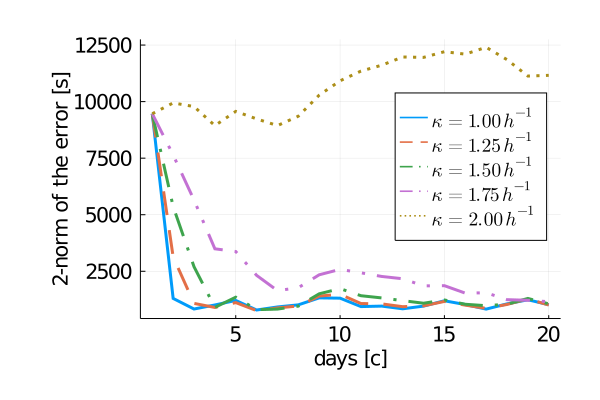 12500
10000
7500
5000
2500
2-norm of the error [s]
κ = 1.00 h⁻¹
κ = 1.25 h⁻¹
κ = 1.50 h⁻¹
κ = 1.75 h⁻¹
κ = 2.00 h⁻¹
5 10 15 20
days [c]